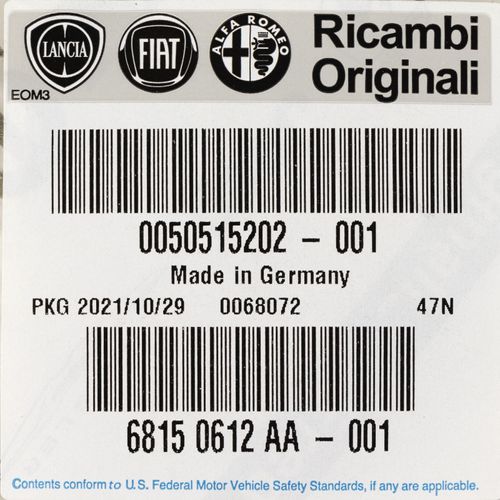 LANCIA FIAT ALFA ROMEO Ricambi
Originali
EOM3
0050515202 - 001
Made in Germany
PKG 2021/10/29 0068072 47N
6815 0612 AA - 001
Contents conform to U.S. Federal Motor Vehicle Safety Standards, if any are applicable.